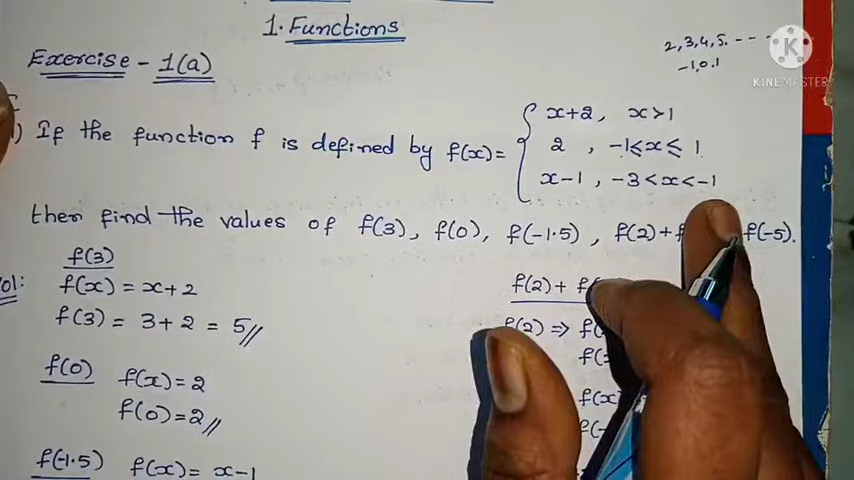 1. Functions
Exercise - 1(a)
2,3,4,5. - - -
-1,0.1
KINEMASTER
1) If the function f is defined by f(x)= { x+2, x>1
2, -1≤x≤1
x-1, -3<x<-1
then find the values of f(3), f(0), f(-1.5), f(2)+f f(-5).
f(3)
Sol: f(x) = x+2
f(3) = 3+2 = 5//
f(0) f(x)=2
f(0)=2//
f(-1.5) f(x)= x-1
f(2)+ f
f(2) ⇒ f